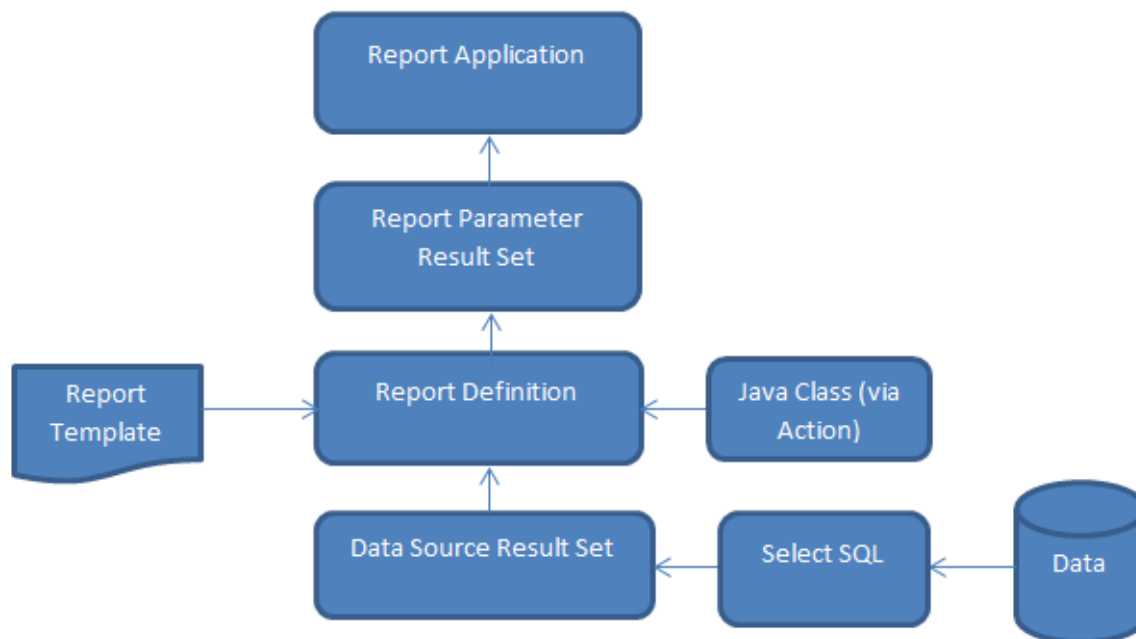 Report Application
Report Parameter
Result Set
Report
Template
Report Definition
Java Class (via
Action)
Data Source Result Set
Select SQL
Data